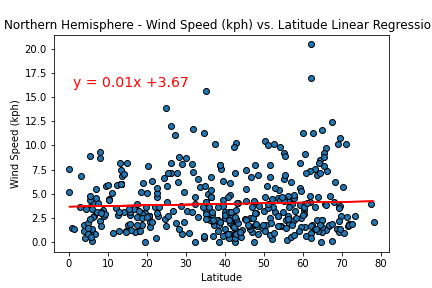 Northern Hemisphere - Wind Speed (kph) vs. Latitude Linear Regressio
20.0
17.5
y = 0.01x +3.67
15.0
12.5
10.0
7.5
5.0
2.5
0.0
Wind Speed (kph)
0 10 20 30 40 50 60 70 80
Latitude